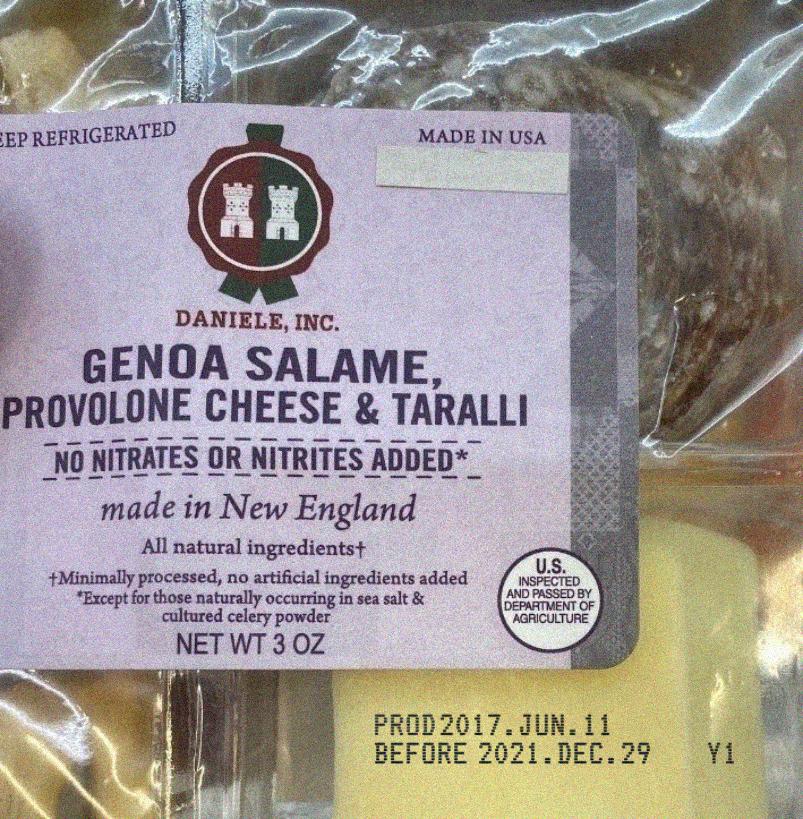 EEP REFRIGERATED
MADE IN USA
DANIELE, INC.
GENOA SALAME,
PROVOLONE CHEESE & TARALLI
NO NITRATES OR NITRITES ADDED*
made in New England
All natural ingredients†
†Minimally processed, no artificial ingredients added
*Except for those naturally occurring in sea salt &
cultured celery powder
NET WT 3 OZ
U.S.
INSPECTED
AND PASSED BY
DEPARTMENT OF
AGRICULTURE
PROD2017.JUN.11
BEFORE 2021.DEC.29 Y1